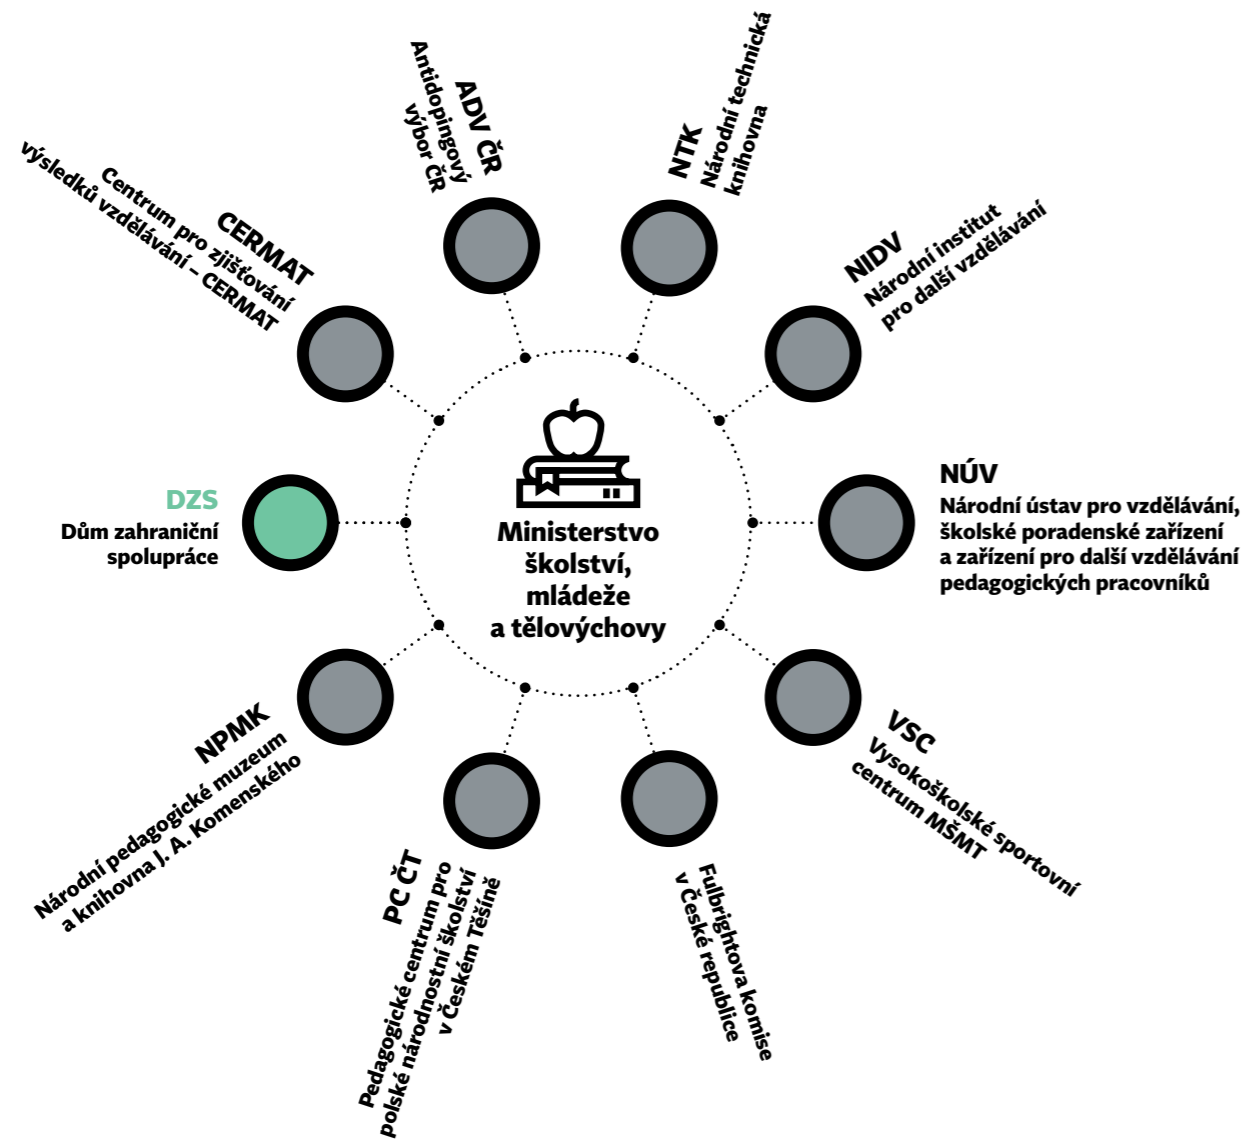 ADV ČR
Antidopingový
výbor ČR
NTK
Národní technická
knihovna
NIDV
Národní institut
pro další vzdělávání
NÚV
Národní ústav pro vzdělávání,
školské poradenské zařízení
a zařízení pro další vzdělávání
pedagogických pracovníků
VSC
Vysokoškolské sportovní
centrum MŠMT
Fulbrightova komise
v České republice
PC ČT
Pedagogické centrum pro
polské národnostní školství
v Českém Těšíně
NPMK
Národní pedagogické muzeum
a knihovna J. A. Komenského
DZS
Dům zahraniční
spolupráce
CERMAT
Centrum pro zjišťování
výsledků vzdělávání – CERMAT
Ministerstvo
školství,
mládeže
a tělovýchovy